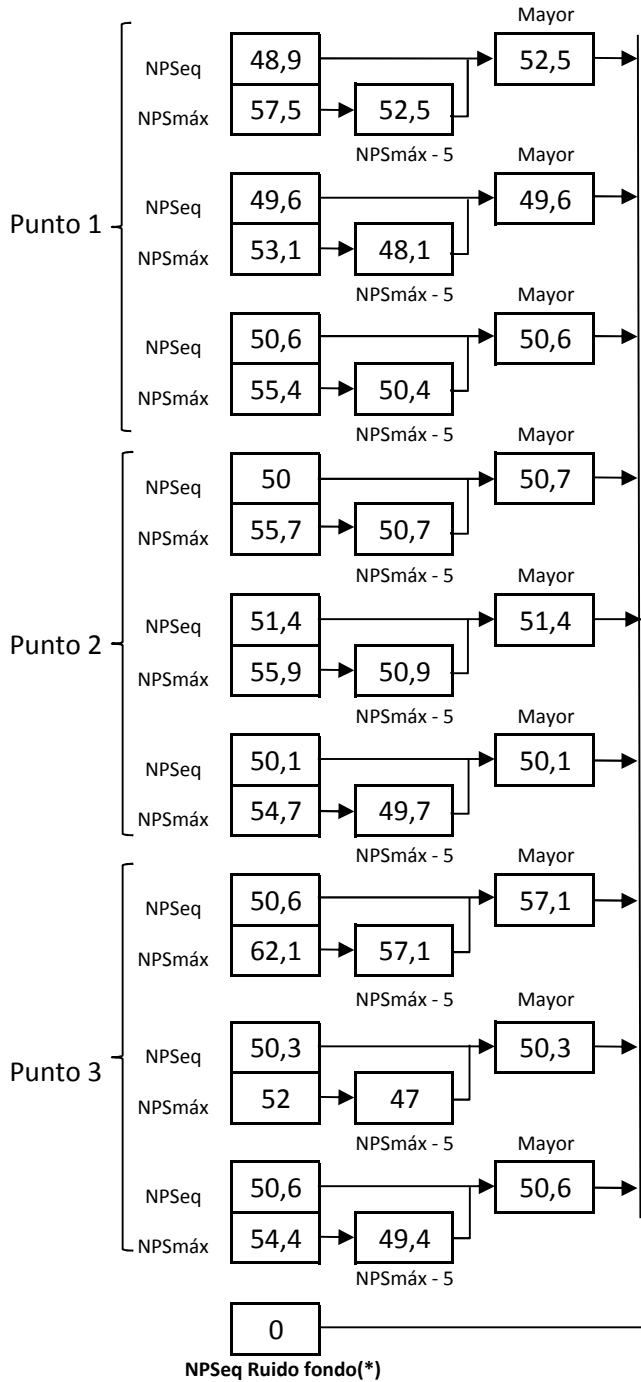 Mayor
NPSeq 48,9 52,5
NPSmáx 57,5 52,5
NPSmáx - 5
Mayor
NPSeq 49,6 49,6
Punto 1
NPSmáx 53,1 48,1
NPSmáx - 5
Mayor
NPSeq 50,6 50,6
NPSmáx 55,4 50,4
NPSmáx - 5
Mayor
NPSeq 50 50,7
NPSmáx 55,7 50,7
NPSmáx - 5
Mayor
NPSeq 51,4 51,4
Punto 2
NPSmáx 55,9 50,9
NPSmáx - 5
Mayor
NPSeq 50,1 50,1
NPSmáx 54,7 49,7
NPSmáx - 5
Mayor
NPSeq 50,6 57,1
NPSmáx 62,1 57,1
NPSmáx - 5
Mayor
NPSeq 50,3 50,3
Punto 3
NPSmáx 52 47
NPSmáx - 5
Mayor
NPSeq 50,6 50,6
NPSmáx 54,4 49,4
NPSmáx - 5
0
NPSeq Ruido fondo(*)